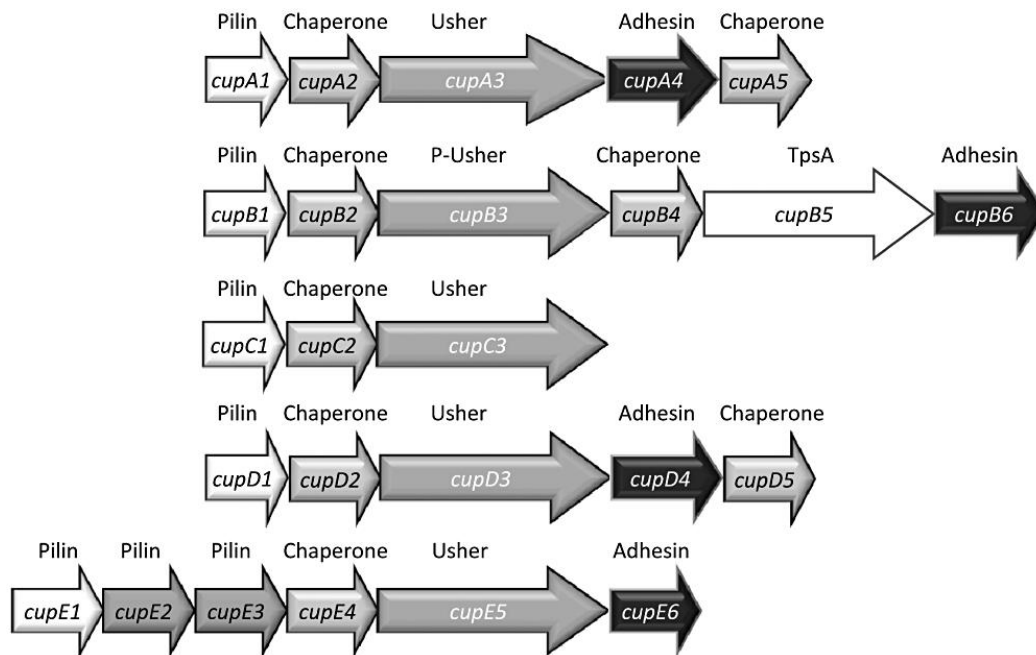 Pilin Chaperone Usher Adhesin Chaperone
cupA1 cupA2 cupA3 cupA4 cupA5
Pilin Chaperone P-Usher Chaperone TpsA Adhesin
cupB1 cupB2 cupB3 cupB4 cupB5 cupB6
Pilin Chaperone Usher
cupC1 cupC2 cupC3
Pilin Chaperone Usher Adhesin Chaperone
cupD1 cupD2 cupD3 cupD4 cupD5
Pilin Pilin Pilin Chaperone Usher Adhesin
cupE1 cupE2 cupE3 cupE4 cupE5 cupE6